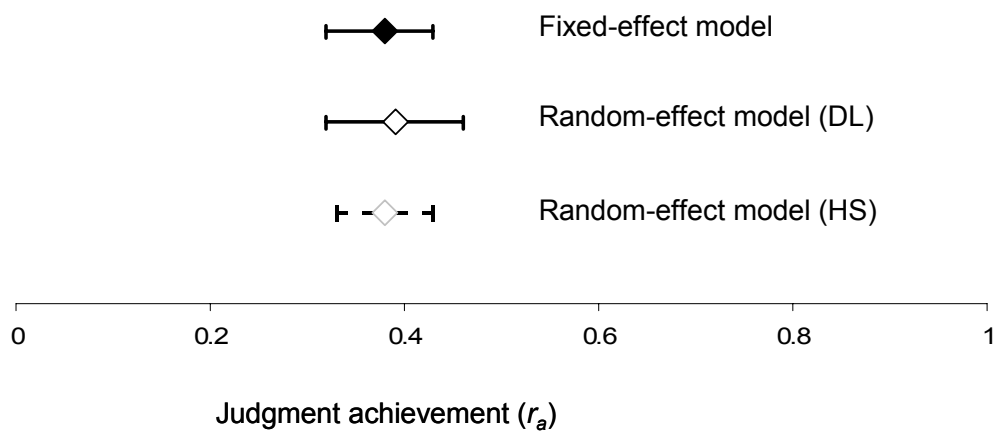 Fixed-effect model
Random-effect model (DL)
Random-effect model (HS)
0 0.2 0.4 0.6 0.8 1
Judgment achievement (ra)